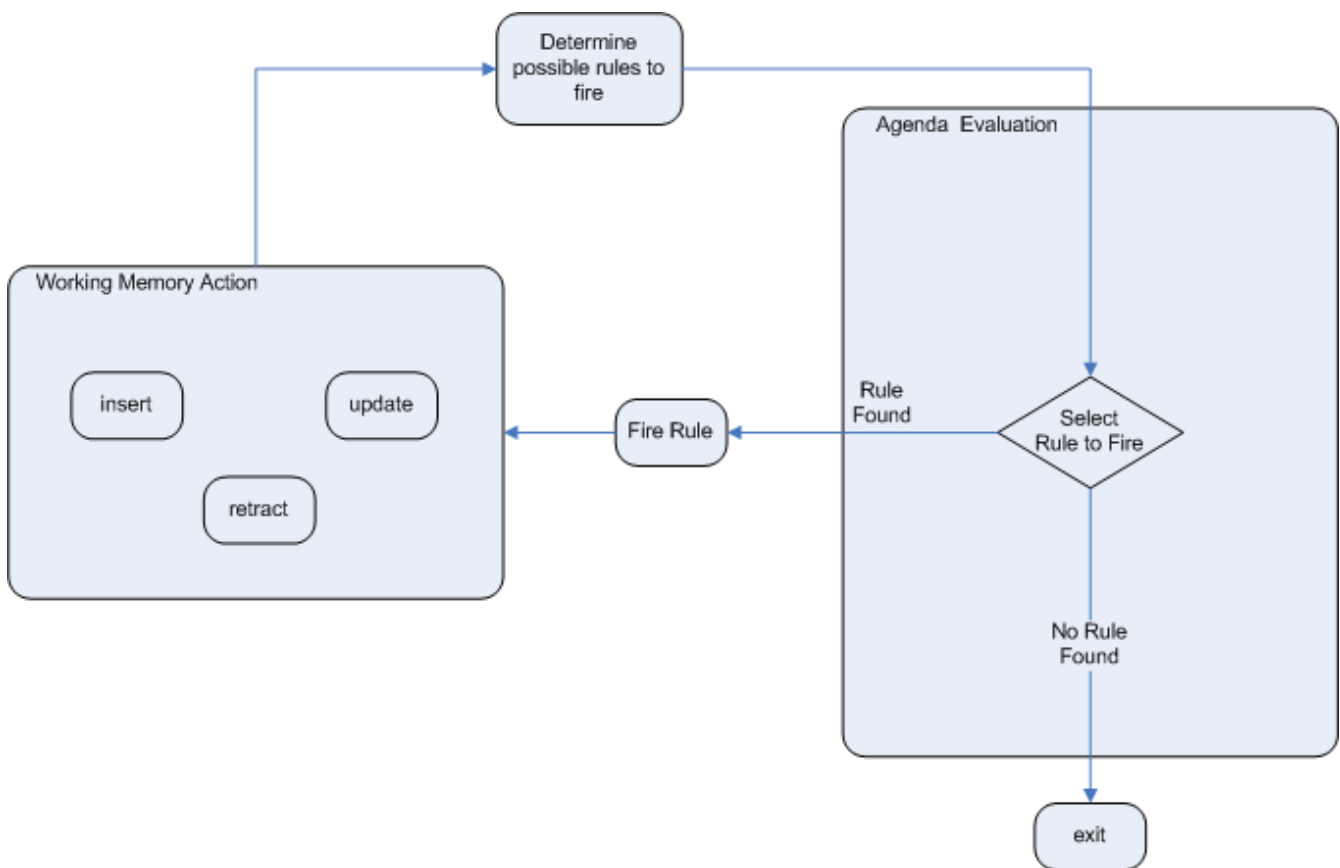 Determine
possible rules to
fire
Agenda Evaluation
Working Memory Action
insert
update
retract
Fire Rule
Rule
Found
Select
Rule to Fire
No Rule
Found
exit